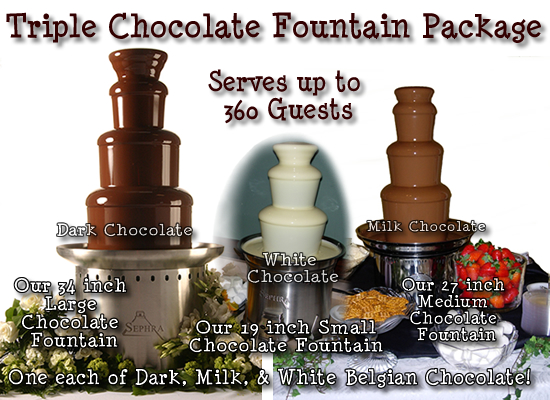 Triple Chocolate Fountain Package
Serves up to
360 Guests
Dark Chocolate
White
Chocolate
Milk Chocolate
Our 34 inch
Large
Chocolate
Fountain
SEPHRA
Our 19 inch Small
Chocolate Fountain
SEPHRA
Our 27 inch
Medium
Chocolate
Fountain
One each of Dark, Milk, & White Belgian Chocolate!